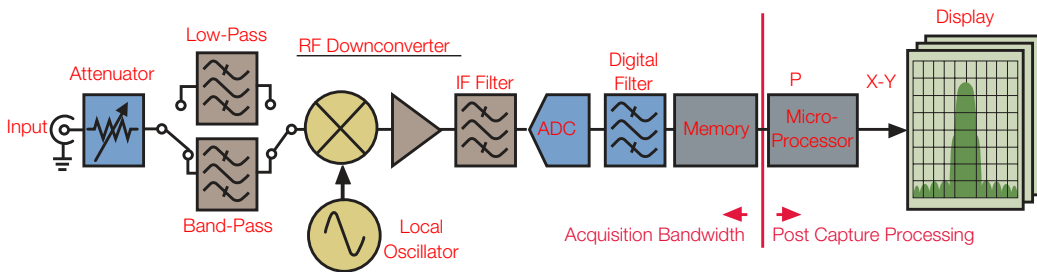 Display
Low-Pass
RF Downconverter
Attenuator
Digital
Filter
IF Filter
P
X-Y
Input
ADC
Memory
Micro-
Processor
Band-Pass
Local
Oscillator
Acquisition Bandwidth
Post Capture Processing